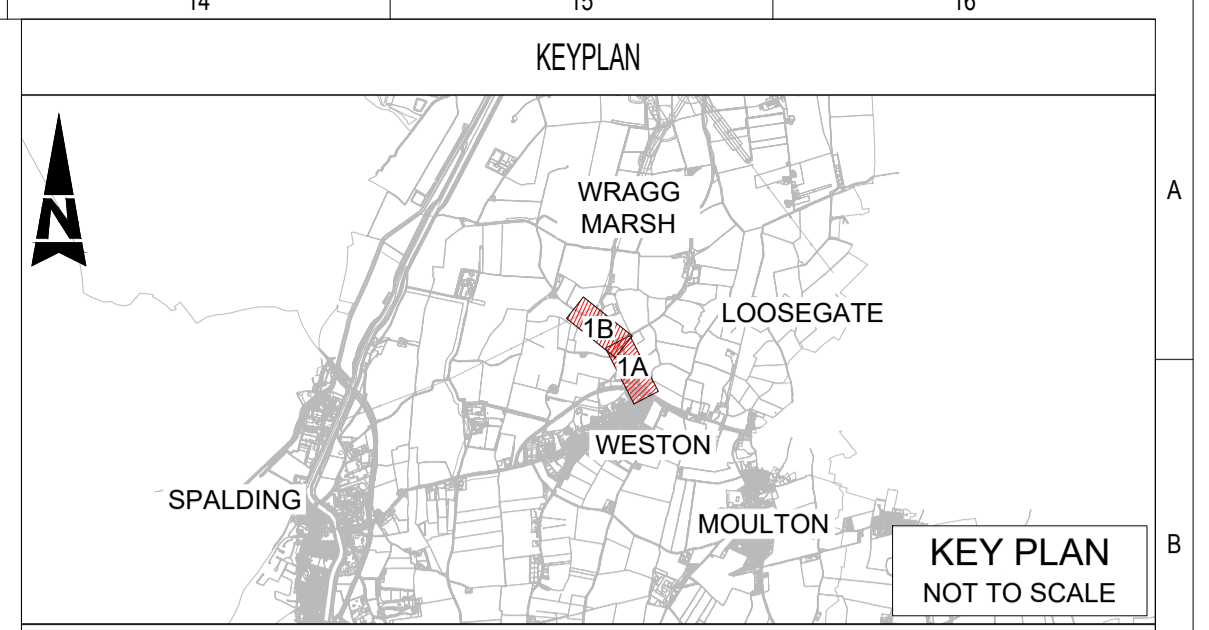 14
15
16
KEYPLAN
N
A
WRAGG
MARSH
LOOSEGATE
1B
1A
WESTON
SPALDING
MOULTON
B
KEY PLAN
NOT TO SCALE